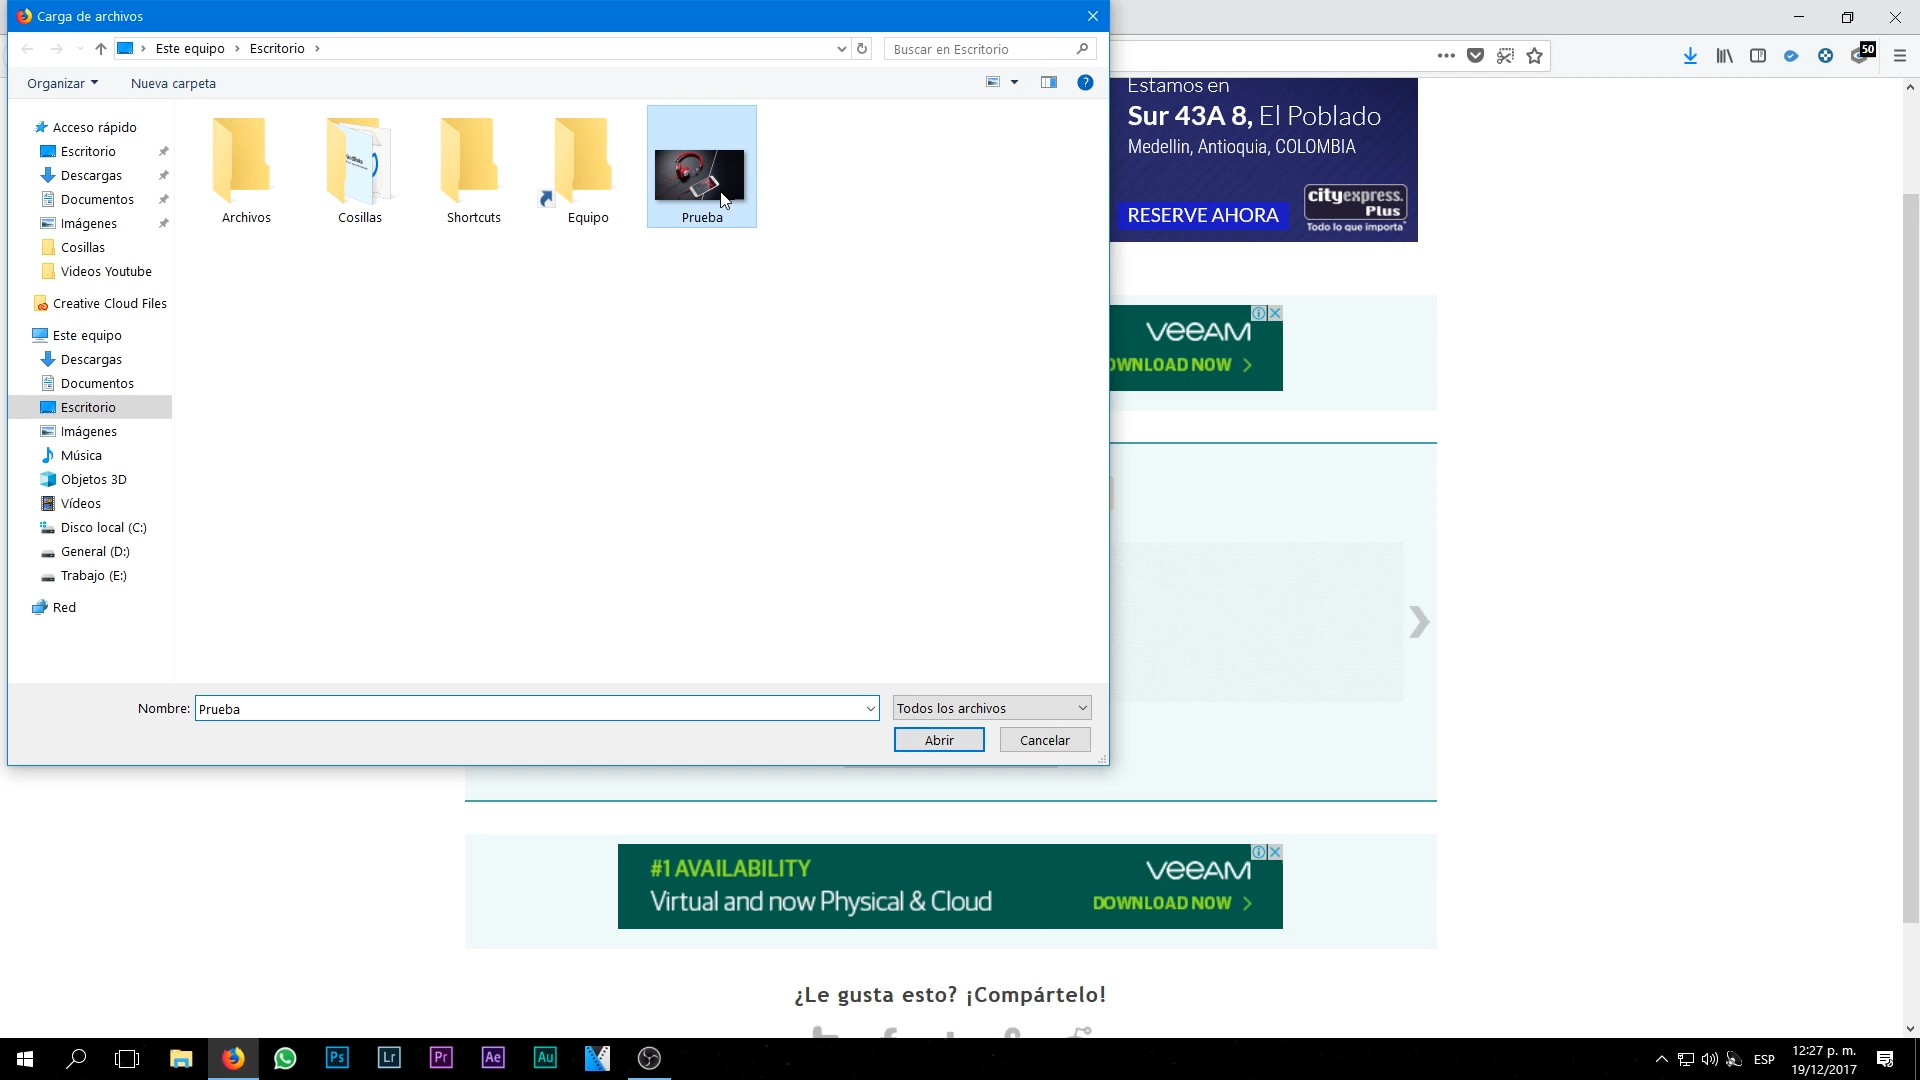 Carga de archivos
Este equipo
Escritorio
Buscar en Escritorio
50
Organizar
Nueva carpeta
?
Acceso rápido
Escritorio
Descargas
Documentos
Imágenes
Cosillas
Videos Youtube
Creative Cloud Files
Este equipo
Descargas
Documentos
Escritorio
Imágenes
Música
Objetos 3D
Vídeos
Disco local (C:)
General (D:)
Trabajo (E:)
Red
Archivos
Cosillas
Shortcuts
Equipo
Prueba
Nombre: Prueba
Todos los archivos
Abrir
Cancelar
Estamos en
Sur 43A 8, El Poblado
Medellin, Antioquia, COLOMBIA
RESERVE AHORA
cityexpress.
Plus
Todo lo que importa
VEEAM
OWNLOAD NOW
#1 AVAILABILITY
Virtual and now Physical & Cloud
VEEAM
DOWNLOAD NOW
¿Le gusta esto? ¡Compártelo!
Ps
Lr
Pr
Ae
Au
ESP
12:27 p. m.
19/12/2017